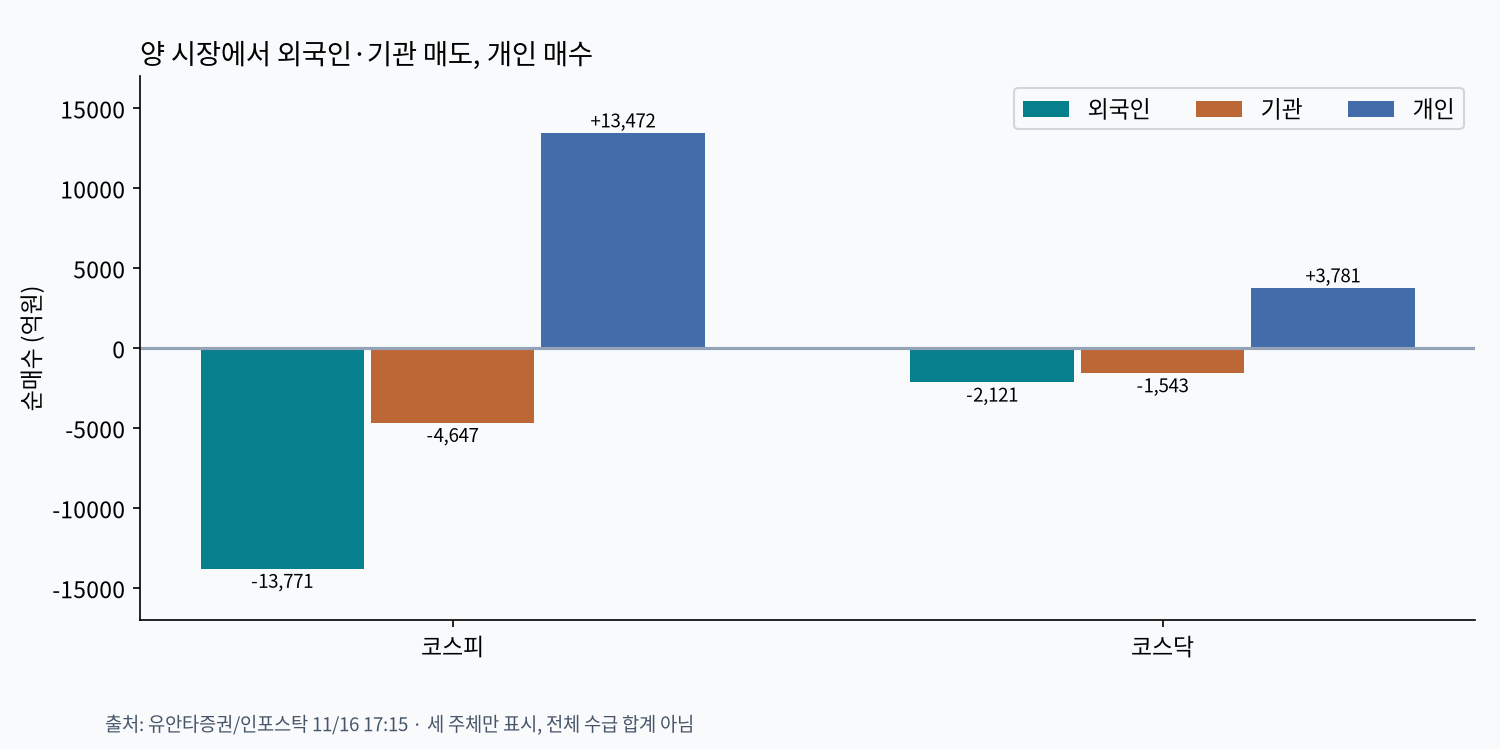 양 시장에서 외국인·기관 매도, 개인 매수
외국인 기관 개인
순매수 (억원)
15000
10000
5000
0
-5000
-10000
-15000
+13,472
-4,647
-13,771
+3,781
-2,121
-1,543
코스피 코스닥
출처: 유안타증권/인포스탁 11/16 17:15 · 세 주체만 표시, 전체 수급 합계 아님